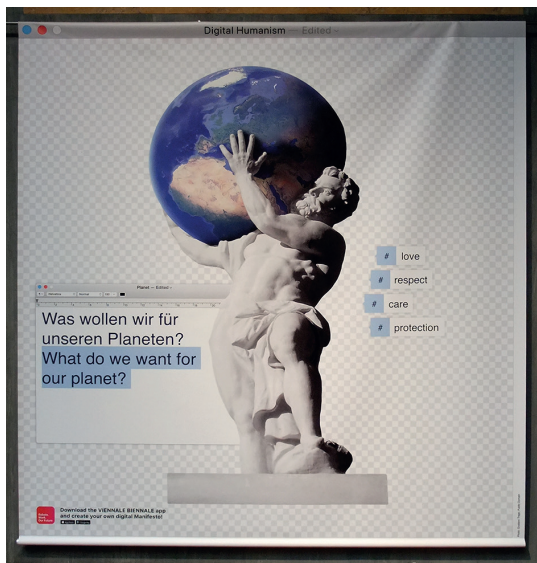 Digital Humanism — Edited ~
Planet — Edited ~
Was wollen wir für
unseren Planeten?
What do we want for
our planet?
# love
# respect
# care
# protection
Download the VIENNALE BIENNALE app
and create your own digital Manifesto!